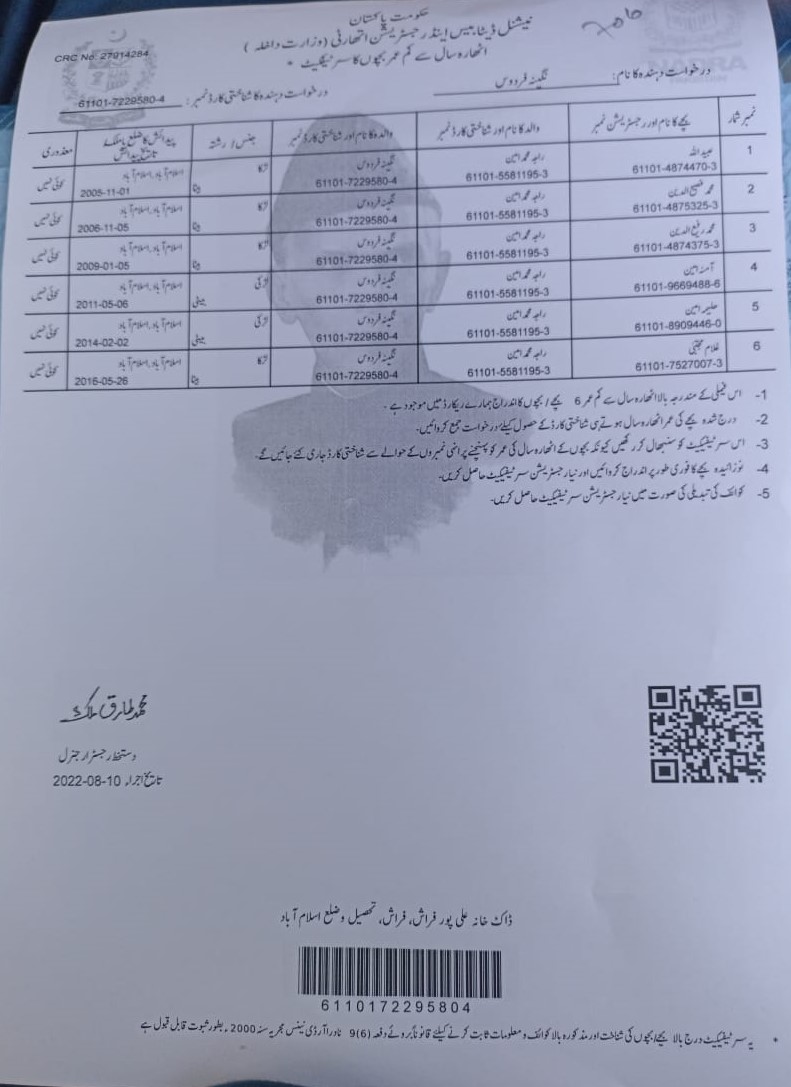 حکومت پاکستان
نیشنل ڈیٹابیس اینڈ رجسٹریشن اتھارٹی (وزارت داخلہ)
اٹھارہ سال سے کم عمر بچوں کا سرٹیفکیٹ *
CRC No: 27914284
درخواست دہندہ کا نام: نگینہ فردوس
درخواست دہندہ کا شناختی کارڈ نمبر: 61101-7229580-4
نمبر شمار بچے کا نام اور رجسٹریشن نمبر والد کا نام اور شناختی کارڈ نمبر والدہ کا نام اور شناختی کارڈ نمبر جنس / رشتہ پیدائش کا ضلع یا ملک / تاریخ پیدائش معذوری
1 عبید اللہ راجہ محمد امین نگینہ فردوس لڑکا اسلام آباد، اسلام آباد کوئی نہیں
61101-4874470-3 61101-5581195-3 61101-7229580-4 بیٹا 2005-11-01
2 محمد فصیح الدین راجہ محمد امین نگینہ فردوس لڑکا اسلام آباد، اسلام آباد کوئی نہیں
61101-4875325-3 61101-5581195-3 61101-7229580-4 بیٹا 2006-11-05
3 محمد رفیع الدین راجہ محمد امین نگینہ فردوس لڑکا اسلام آباد، اسلام آباد کوئی نہیں
61101-4874375-3 61101-5581195-3 61101-7229580-4 بیٹا 2009-01-05
4 آمنہ امین راجہ محمد امین نگینہ فردوس لڑکی اسلام آباد، اسلام آباد کوئی نہیں
61101-9669488-6 61101-5581195-3 61101-7229580-4 بیٹی 2011-05-06
5 حلیمہ امین راجہ محمد امین نگینہ فردوس لڑکی اسلام آباد، اسلام آباد کوئی نہیں
61101-8909446-0 61101-5581195-3 61101-7229580-4 بیٹی 2014-02-02
6 غلام مجتبیٰ راجہ محمد امین نگینہ فردوس لڑکا اسلام آباد، اسلام آباد کوئی نہیں
61101-7527007-3 61101-5581195-3 61101-7229580-4 بیٹا 2016-05-26
1- اس فیملی کے مندرجہ بالا اٹھارہ سال سے کم عمر 6 بچے / بچوں کا اندراج ہمارے ریکارڈ میں موجود ہے۔
2- درج شدہ بچے کی عمر اٹھارہ سال ہوتے ہی شناختی کارڈ کے حصول کیلئے درخواست جمع کروائیں۔
3- اس سرٹیفکیٹ کو سنبھال کر رکھیں کیونکہ بچوں کے اٹھارہ سال کی عمر کو پہنچنے پر انہی نمبروں کے حوالے سے شناختی کارڈ جاری کئے جائیں گے۔
4- نوزائیدہ بچے کا فوری طور پر اندراج کروائیں اور نیا رجسٹریشن سرٹیفکیٹ حاصل کریں۔
5- کوائف کی تبدیلی کی صورت میں نیا رجسٹریشن سرٹیفکیٹ حاصل کریں۔
محمد طارق ملک
دستخط رجسٹرار جنرل
تاریخ اجراء 2022-08-10
ڈاک خانہ علی پور فراش، فراش، تحصیل و ضلع اسلام آباد
6110172295804
* یہ سرٹیفکیٹ درج بالا بچے/بچوں کی شناخت اور مذکورہ بالا کوائف و معلومات ثابت کرنے کیلئے قانوناً بروئے دفعہ 9(6) نادرا آرڈی نینس مجریہ سنہ 2000ء بطور ثبوت قابل قبول ہے